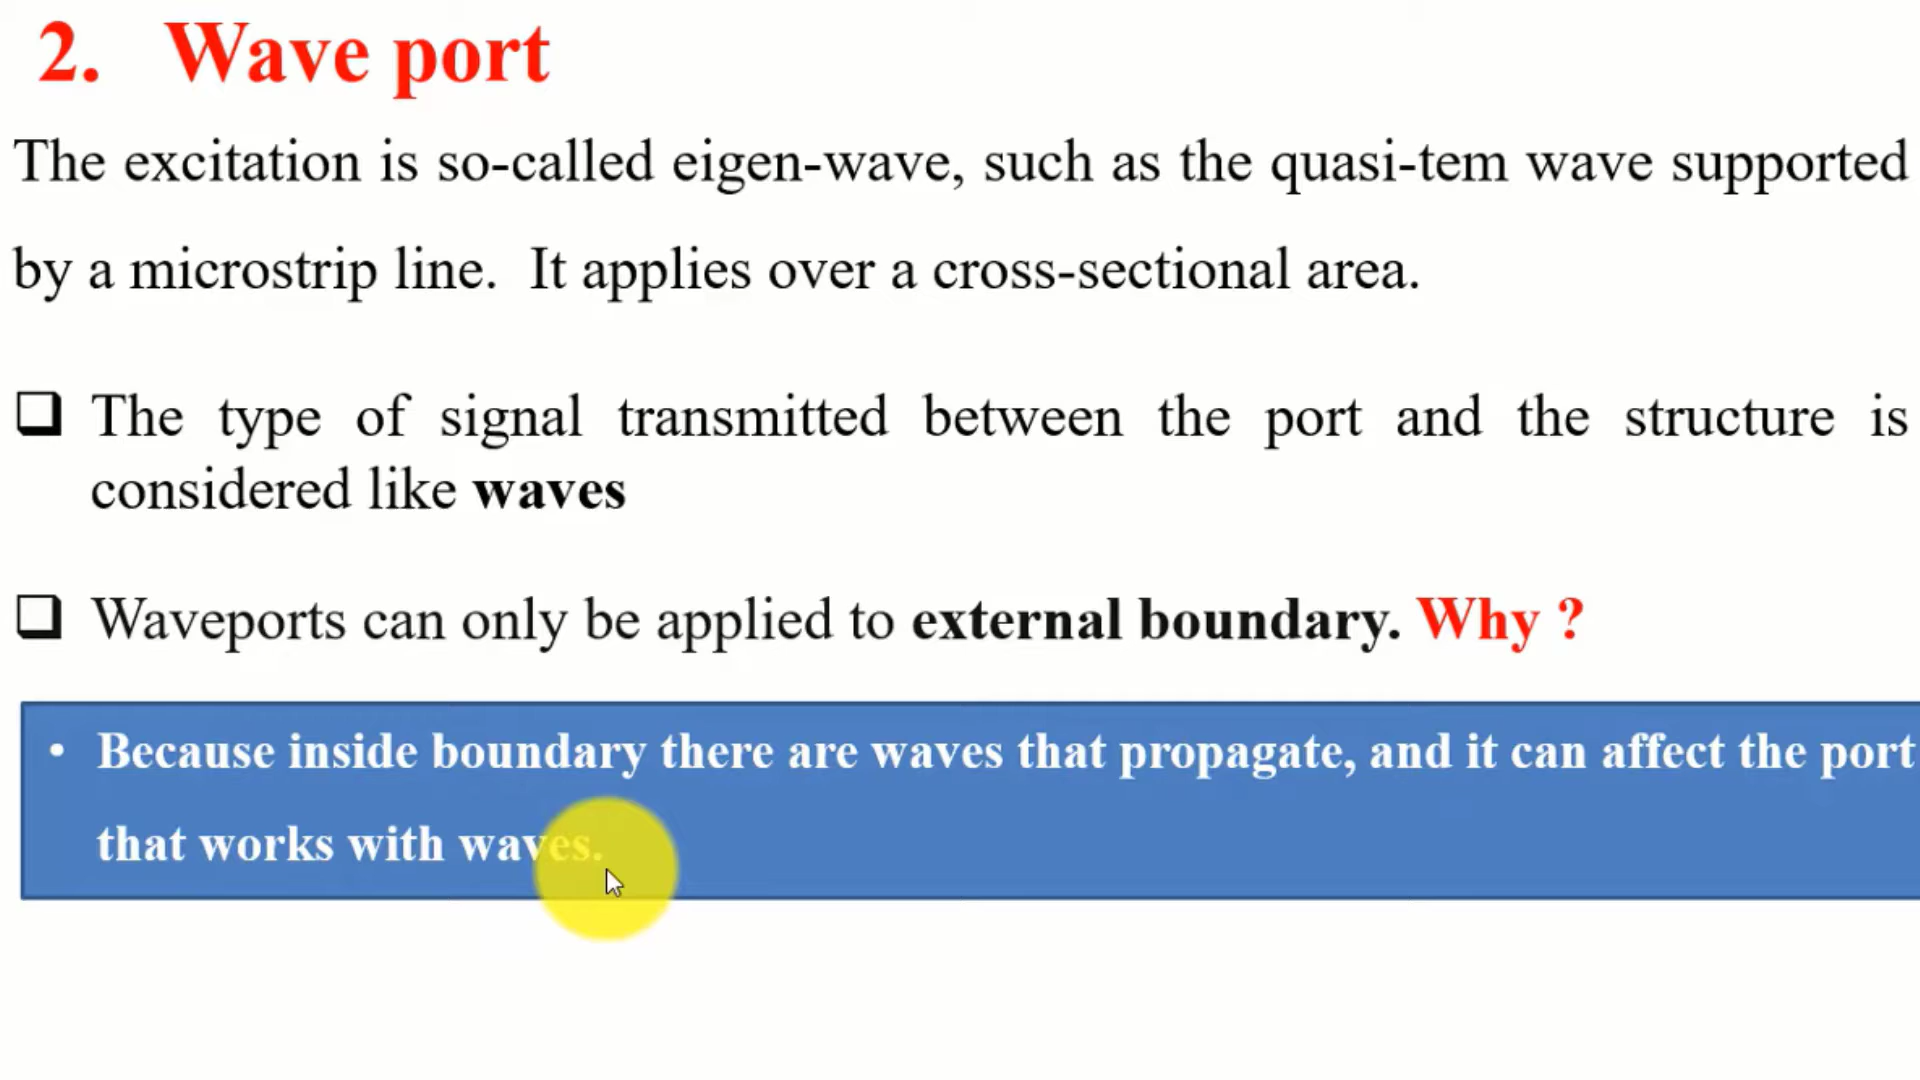 2. Wave port
The excitation is so-called eigen-wave, such as the quasi-tem wave supported
by a microstrip line. It applies over a cross-sectional area.
❑ The type of signal transmitted between the port and the structure is
considered like waves
❑ Waveports can only be applied to external boundary. Why ?
• Because inside boundary there are waves that propagate, and it can affect the port
that works with waves.